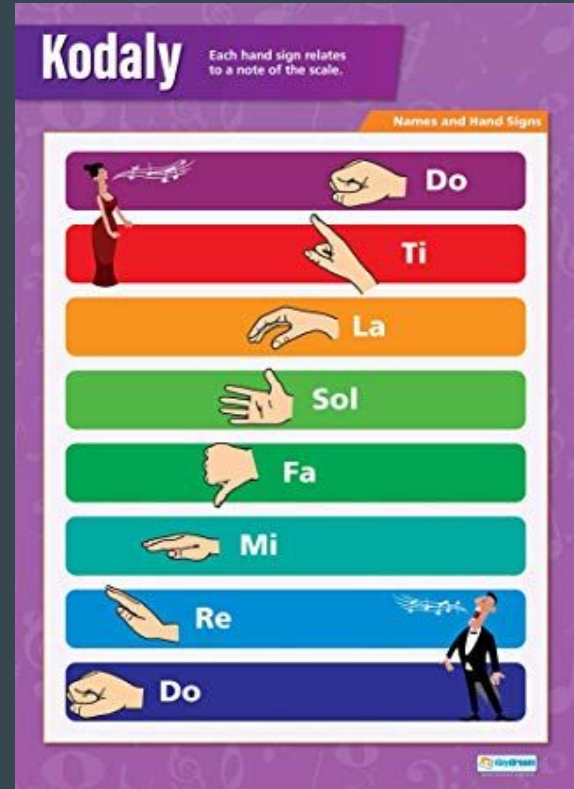 Kodaly
Each hand sign relates
to a note of the scale.
Names and Hand Signs
Do
Ti
La
Sol
Fa
Mi
Re
Do
daydream